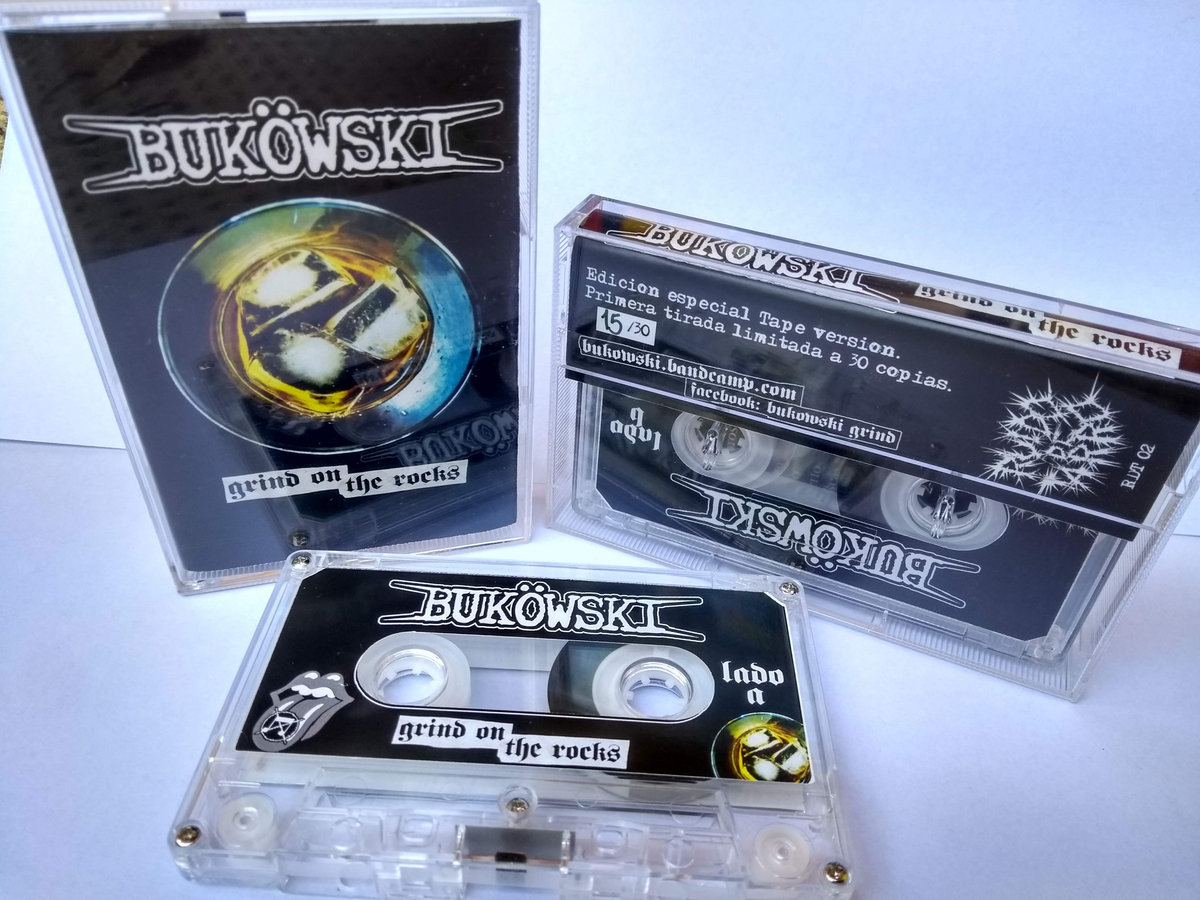 BUKÖWSKI
grind on the rocks
BUKÖWSKI
grind on the rocks
Edicion especial Tape version.
Primera tirada limitada a 30 copias.
15/30
bukowski.bandcamp.com
facebook: bukowski grind
RDT 02
lado
b
BUKÖWSKI
BUKÖWSKI
lado
a
grind on the rocks